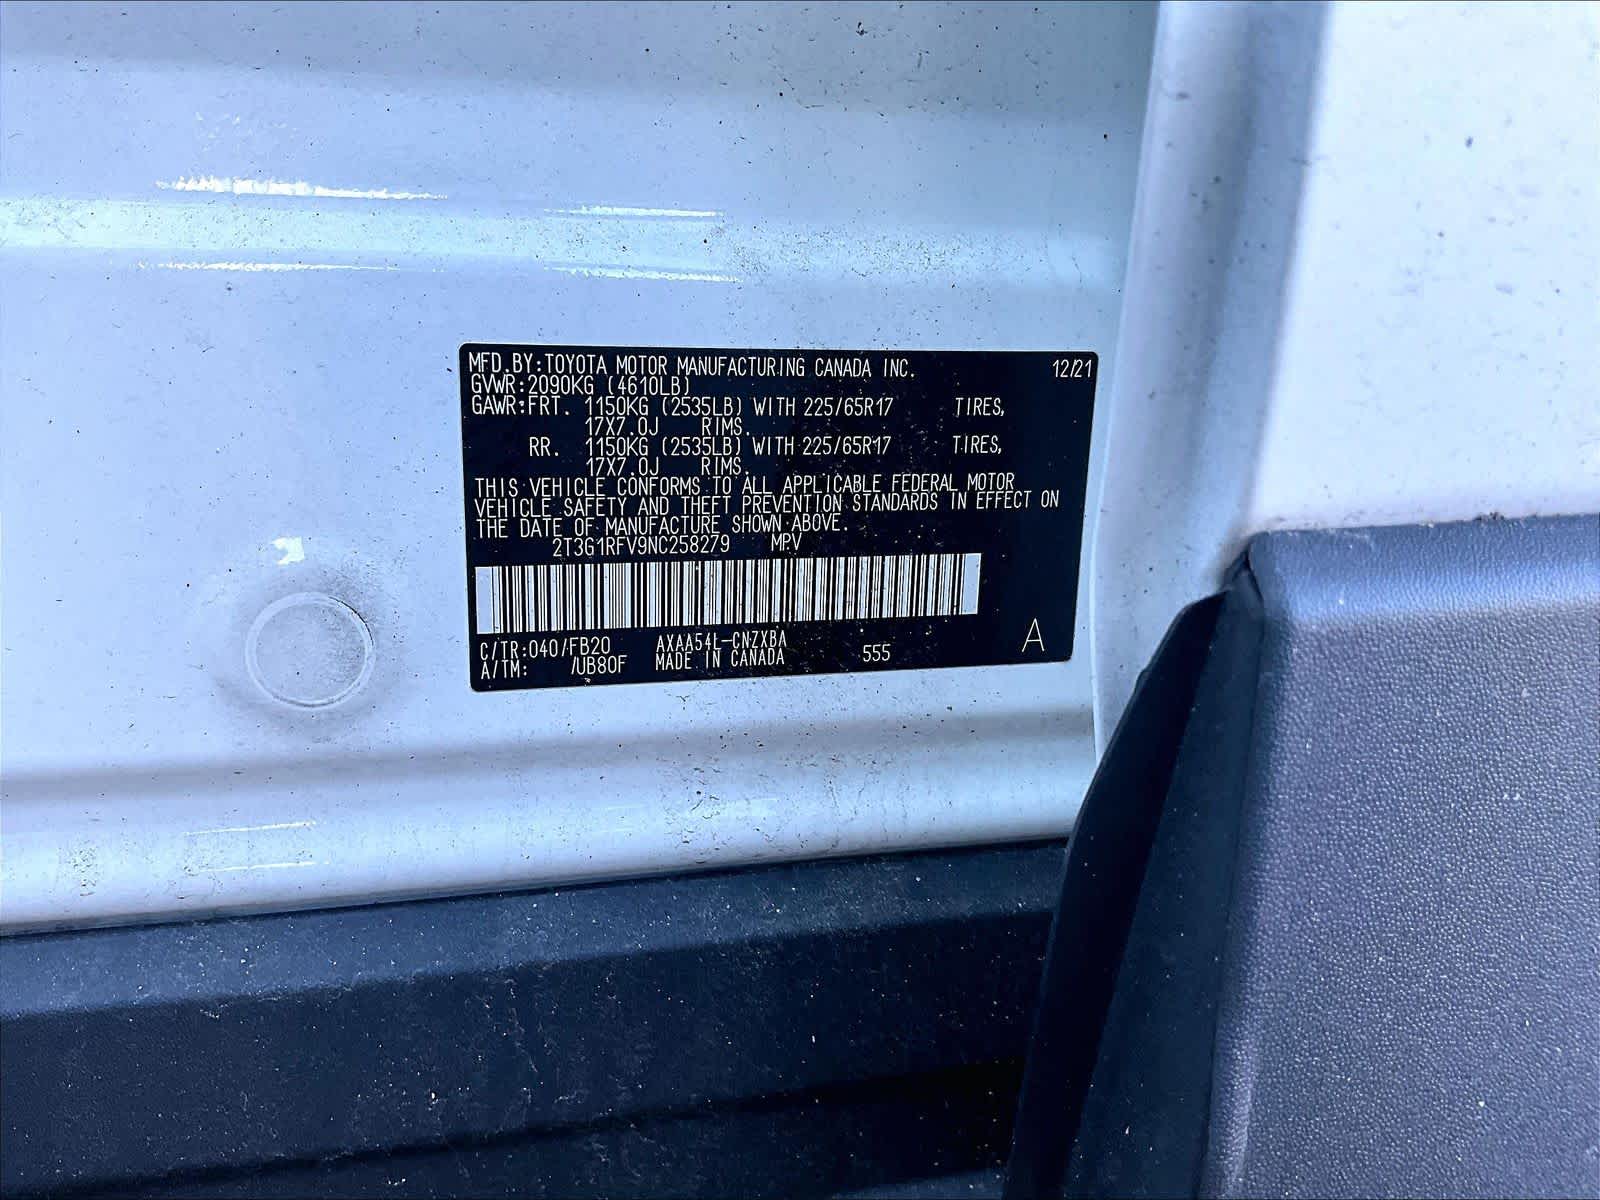 MFD.BY:TOYOTA MOTOR MANUFACTURING CANADA INC. 12/21
GVWR:2090KG (4610LB)
GAWR:FRT. 1150KG (2535LB) WITH 225/65R17 TIRES,
17X7.0J RIMS.
RR. 1150KG (2535LB) WITH 225/65R17 TIRES,
17X7.0J RIMS.
THIS VEHICLE CONFORMS TO ALL APPLICABLE FEDERAL MOTOR
VEHICLE SAFETY AND THEFT PREVENTION STANDARDS IN EFFECT ON
THE DATE OF MANUFACTURE SHOWN ABOVE.
2T3G1RFV9NC258279 MPV
C/TR:040/FB20 AXAA54L-CNZXBA
A/TM: /UB80F MADE IN CANADA 555 A